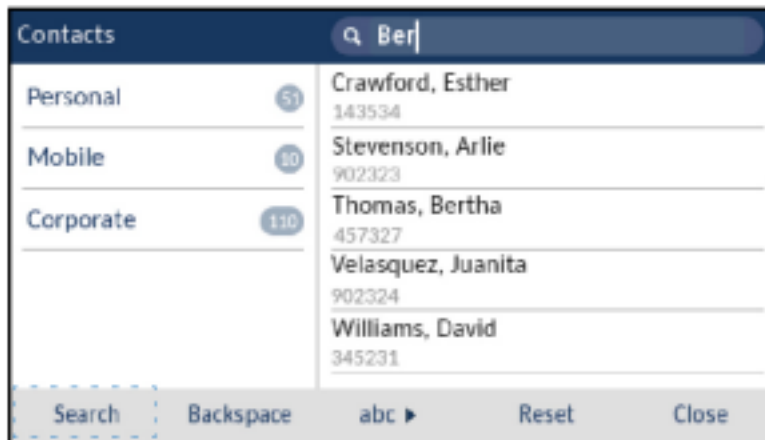 Contacts
Ber
Personal 51
Mobile 10
Corporate 110
Crawford, Esther
143534
Stevenson, Arlie
902323
Thomas, Bertha
457327
Velasquez, Juanita
902324
Williams, David
345231
Search Backspace abc Reset Close